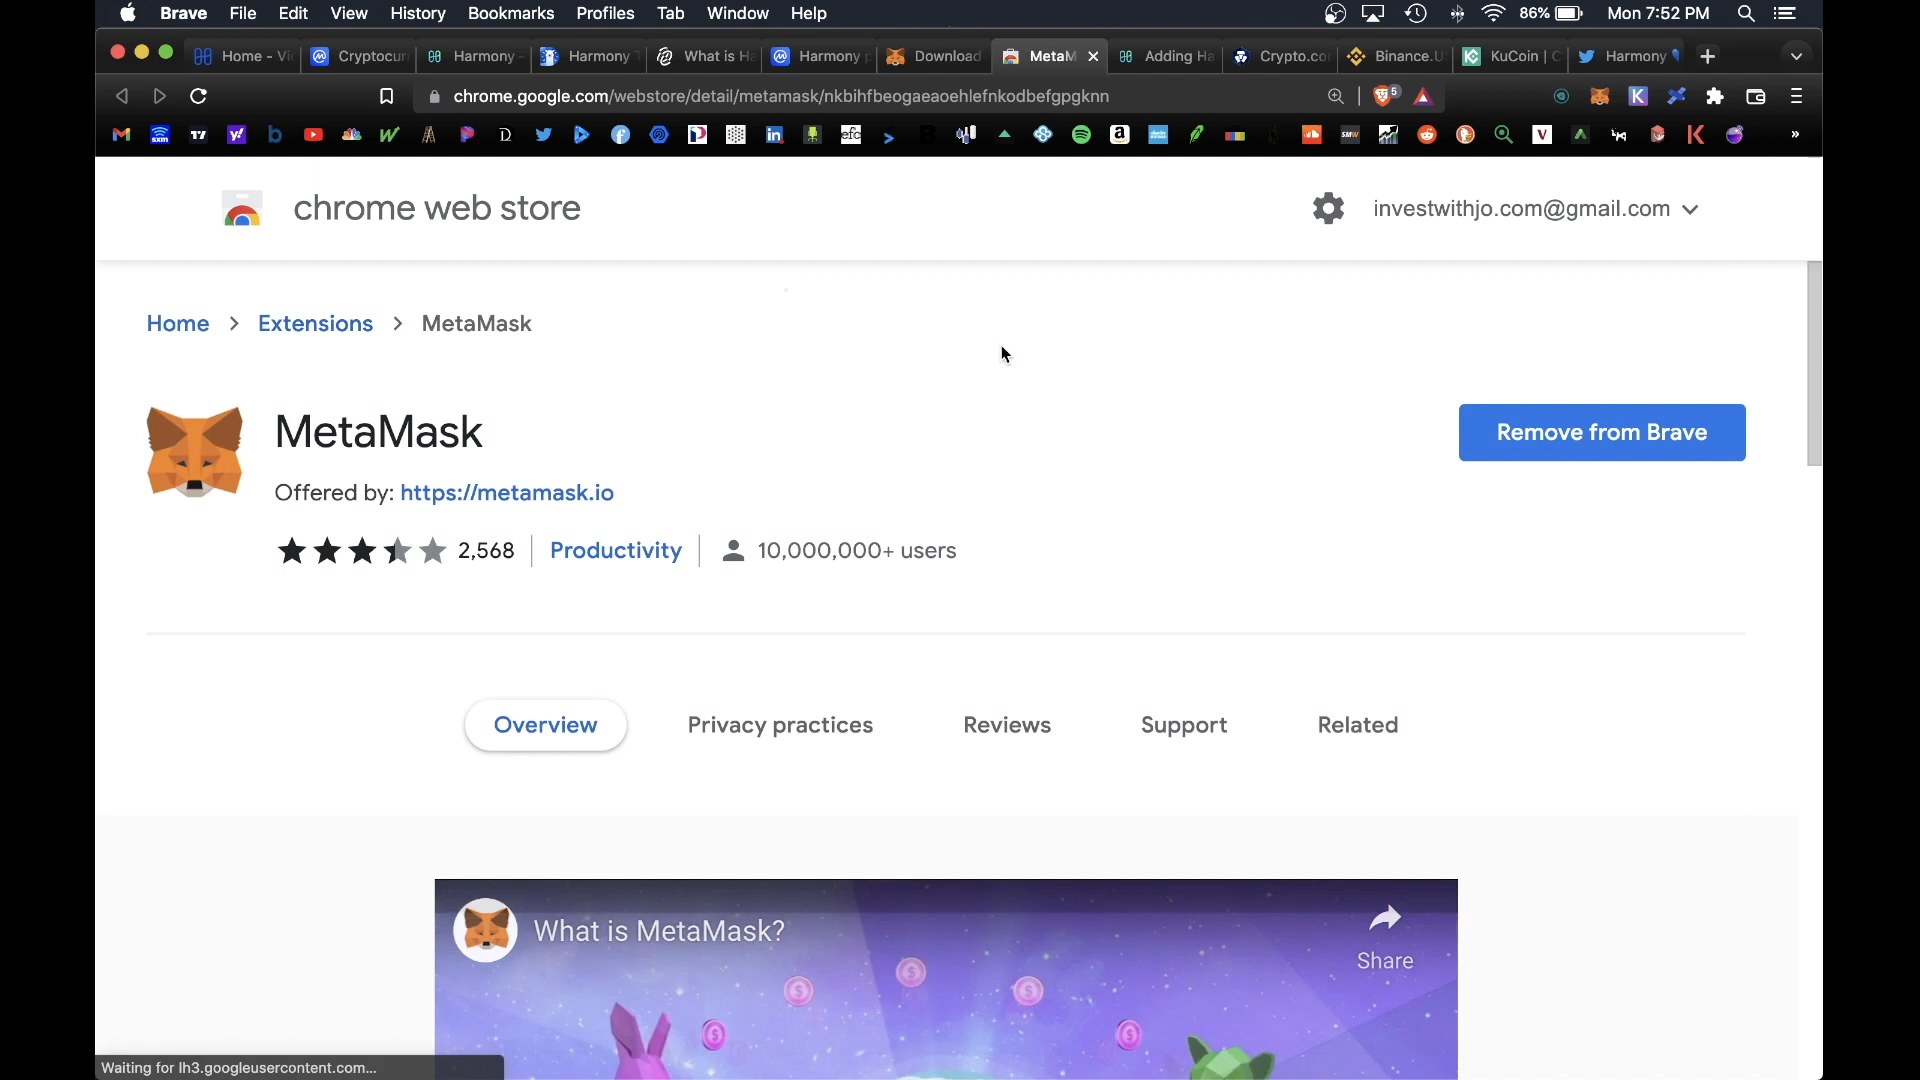 Brave File Edit View History Bookmarks Profiles Tab Window Help
86% Mon 7:52 PM
Home - Vi Cryptocurr Harmony - Harmony T What is Ha Harmony p Download MetaM Adding Ha Crypto.co Binance.U KuCoin | C Harmony
chrome.google.com/webstore/detail/metamask/nkbihfbeogaeaoehlefnkodbefgpgknn
5
chrome web store
investwithjo.com@gmail.com
Home > Extensions > MetaMask
MetaMask
Remove from Brave
Offered by: https://metamask.io
2,568 Productivity 10,000,000+ users
Overview Privacy practices Reviews Support Related
What is MetaMask?
Share
Waiting for lh3.googleusercontent.com...